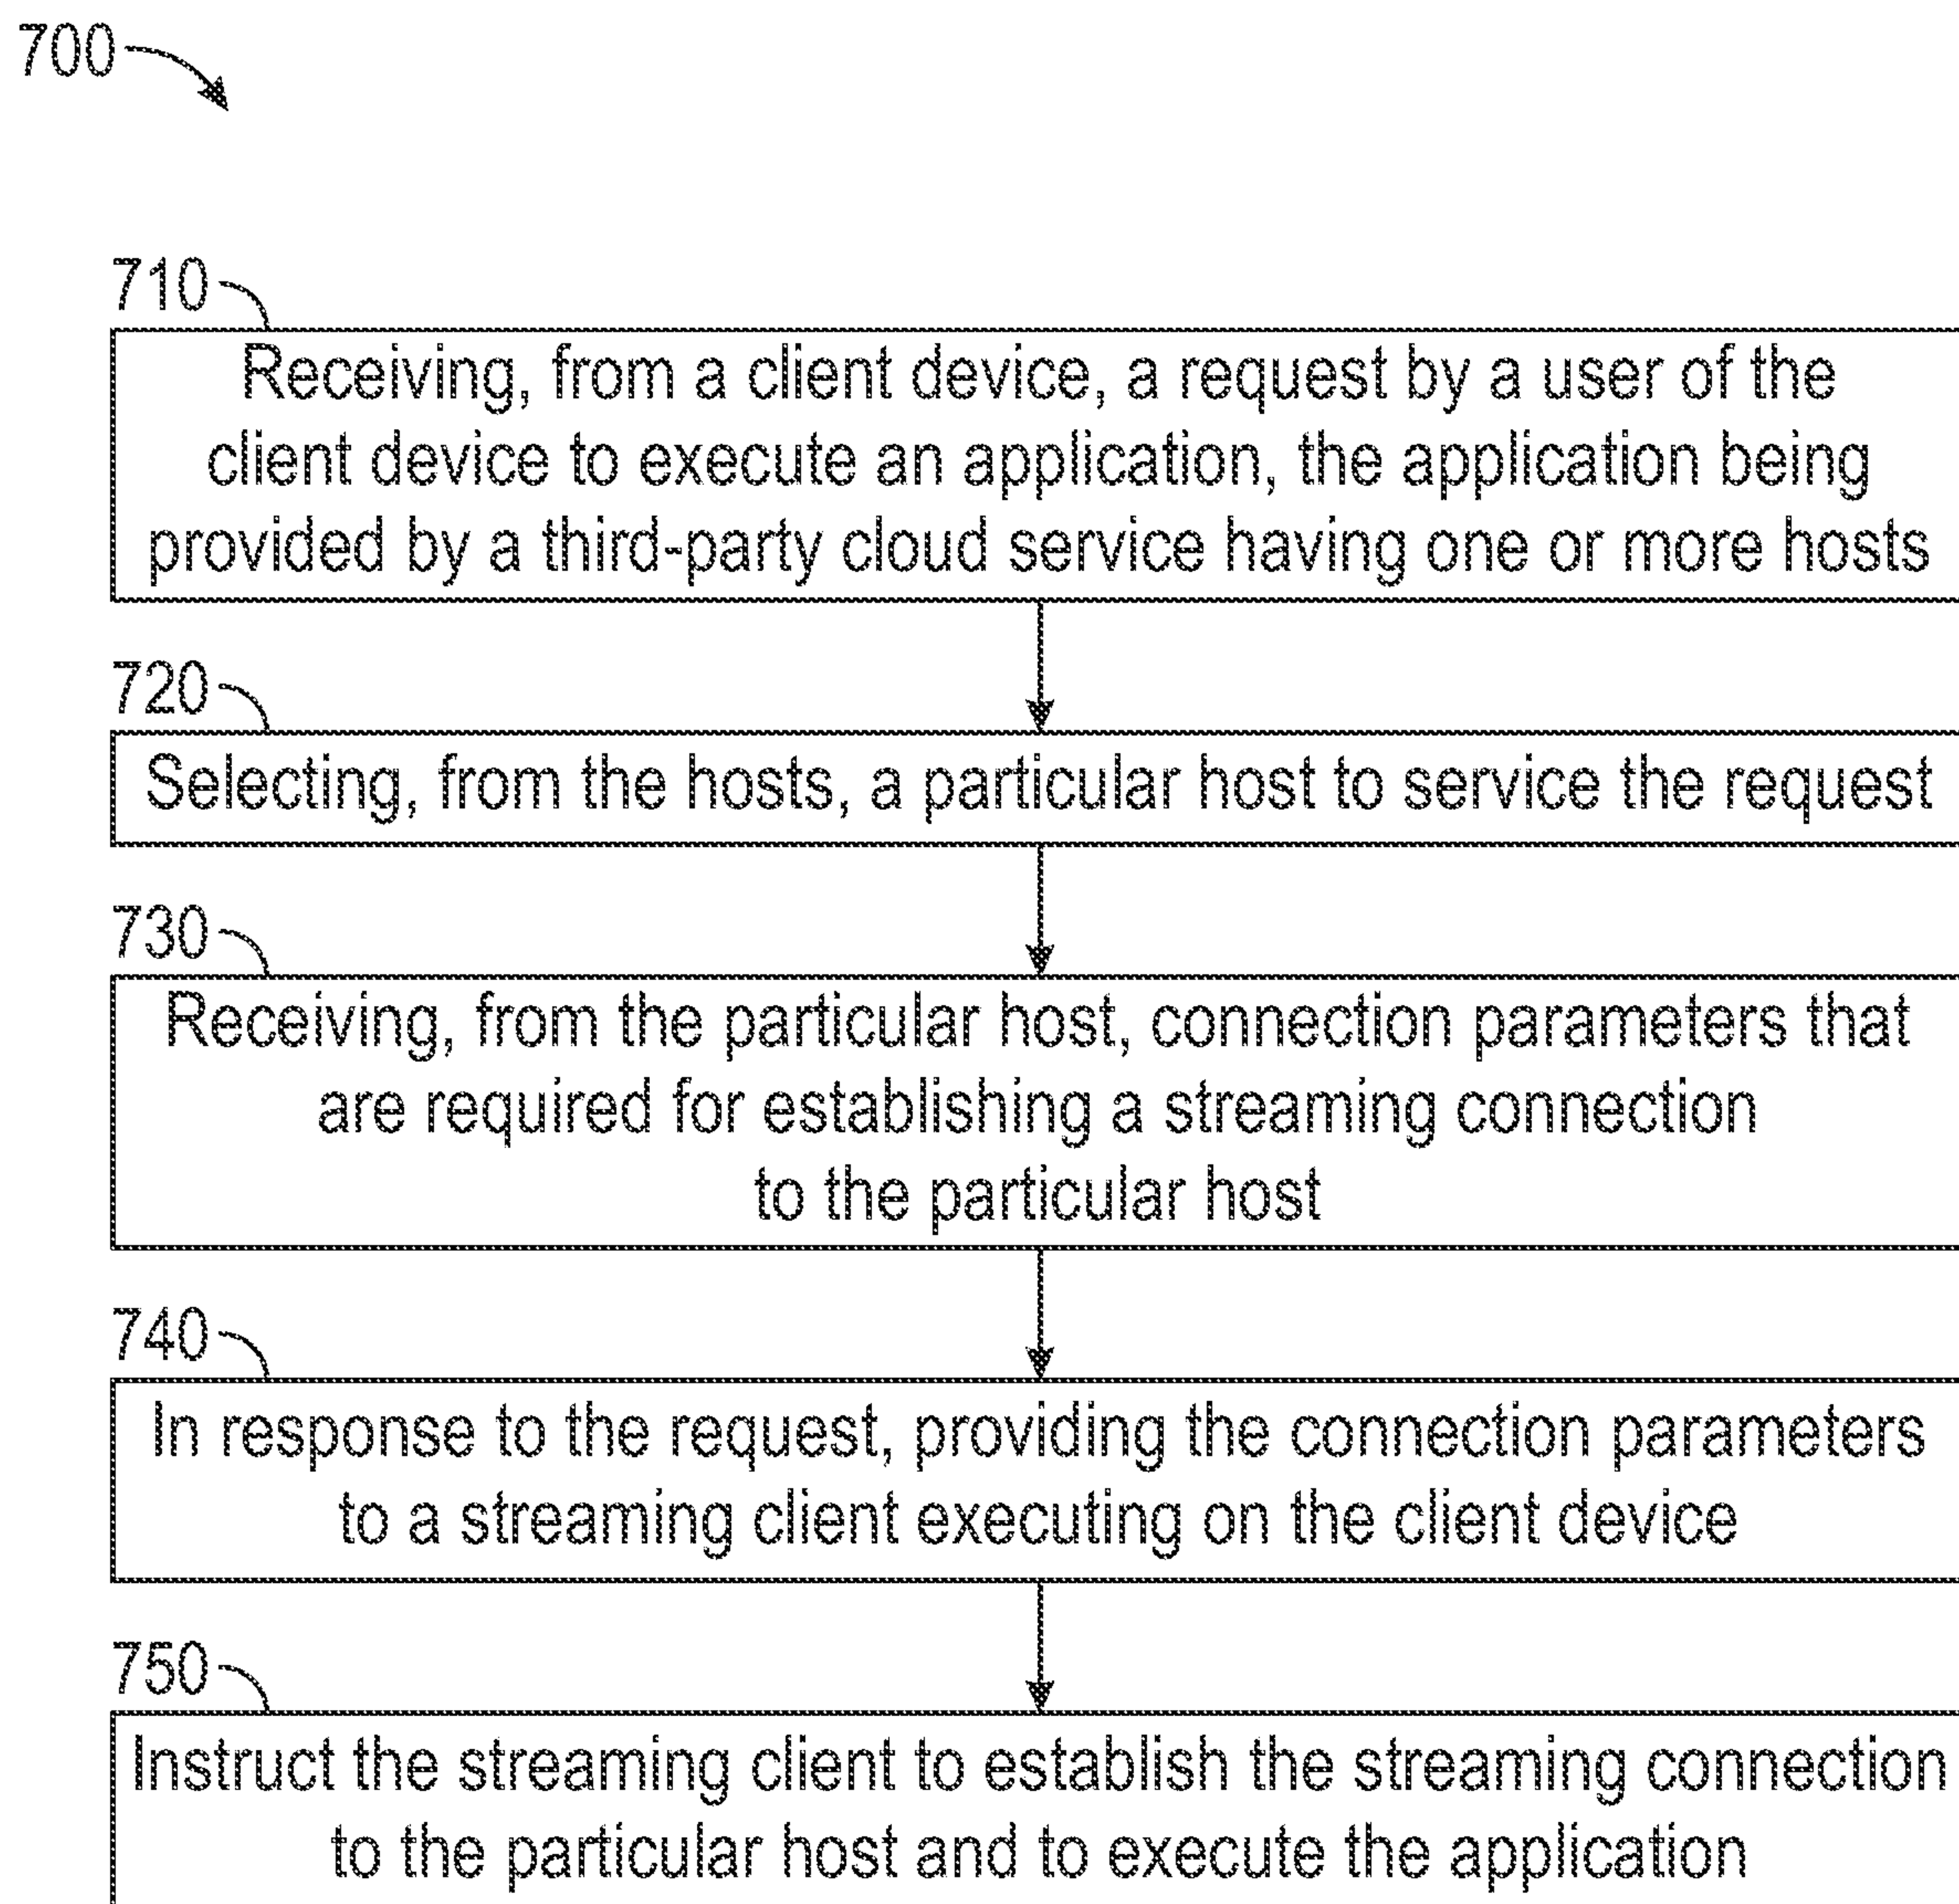 700
710
Receiving, from a client device, a request by a user of the
client device to execute an application, the application being
provided by a third-party cloud service having one or more hosts
720
Selecting, from the hosts, a particular host to service the request
730
Receiving, from the particular host, connection parameters that
are required for establishing a streaming connection
to the particular host
740
In response to the request, providing the connection parameters
to a streaming client executing on the client device
750
Instruct the streaming client to establish the streaming connection
to the particular host and to execute the application